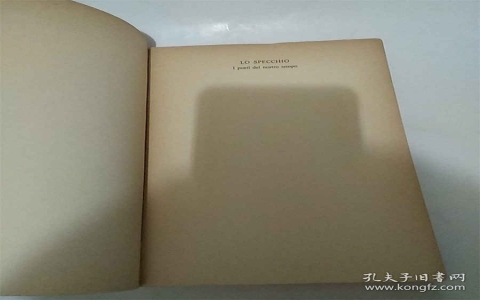 LO SPECCHIO
I poeti del nostro tempo
孔夫子旧书网
www.kongfz.com